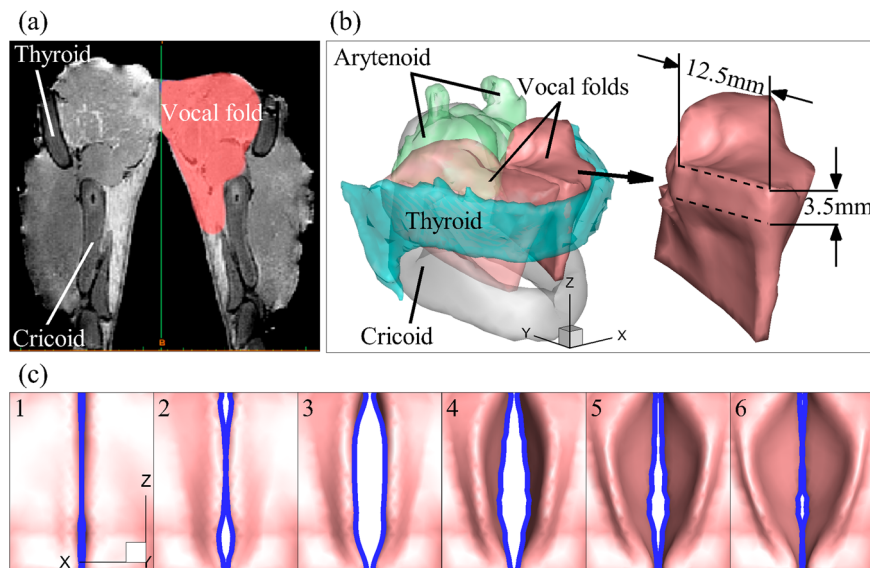 (a)
Thyroid
Vocal fold
Cricoid
B
(b)
Arytenoid
Vocal folds
Thyroid
Cricoid
Z
Y
X
12.5mm
3.5mm
(c)
1
2
3
4
5
6
Z
X
Y